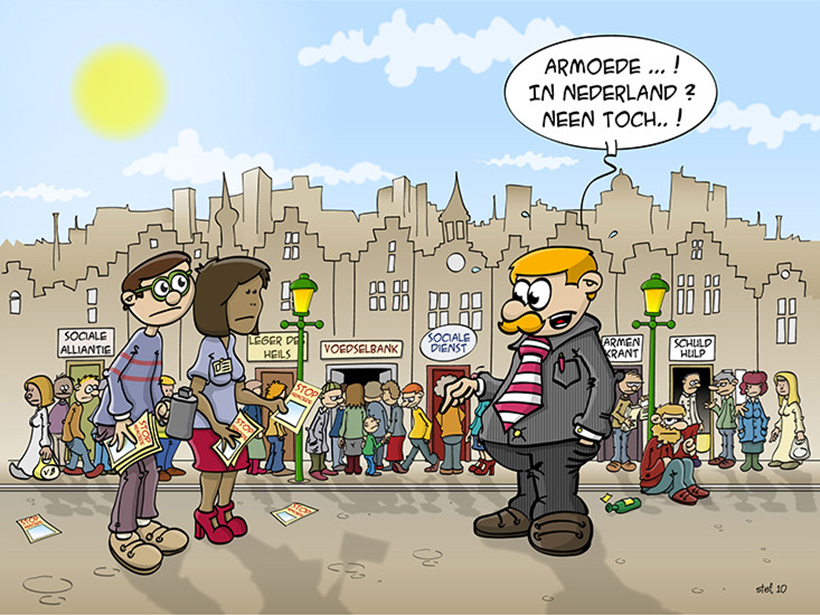 ARMOEDE ... !
IN NEDERLAND ?
NEEN TOCH.. !
SOCIALE
ALLIANTIE
LEGER DES
HEILS
VOEDSELBANK
SOCIALE
DIENST
ARMEN
KRANT
SCHULD
HULP
STOP
STOP
STOP
STOP
STOP
stef, 10